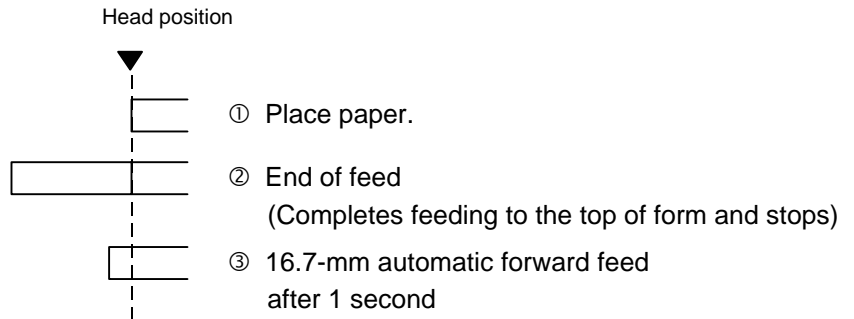 Head position
① Place paper.
② End of feed
(Completes feeding to the top of form and stops)
③ 16.7-mm automatic forward feed
after 1 second